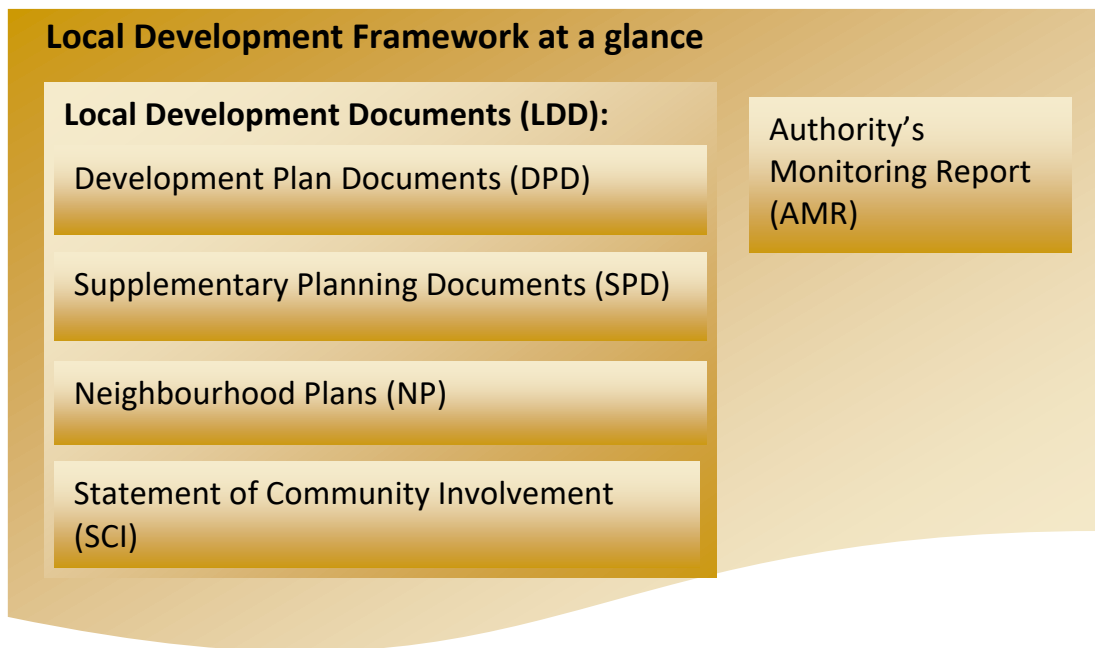 Local Development Framework at a glance
Local Development Documents (LDD):
Development Plan Documents (DPD)
Supplementary Planning Documents (SPD)
Neighbourhood Plans (NP)
Statement of Community Involvement
(SCI)
Authority’s
Monitoring Report
(AMR)